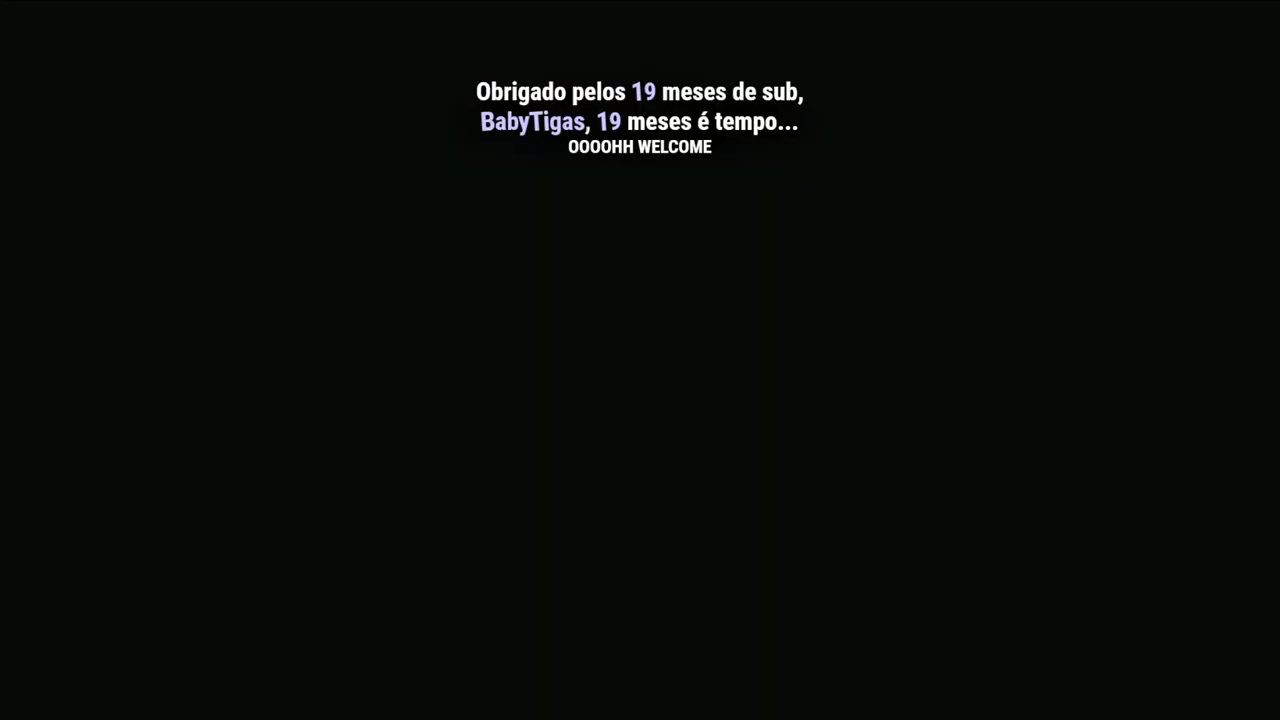 Obrigado pelos 19 meses de sub,
BabyTigas, 19 meses é tempo...
OOOOHH WELCOME